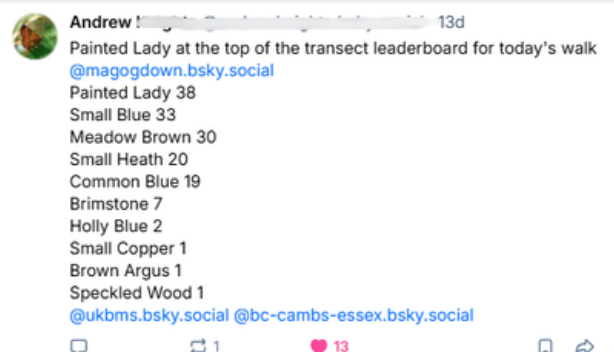 Andrew 13d
Painted Lady at the top of the transect leaderboard for today's walk
@magogdown.bsky.social
Painted Lady 38
Small Blue 33
Meadow Brown 30
Small Heath 20
Common Blue 19
Brimstone 7
Holly Blue 2
Small Copper 1
Brown Argus 1
Speckled Wood 1
@ukbms.bsky.social @bc-cambs-essex.bsky.social
1 13